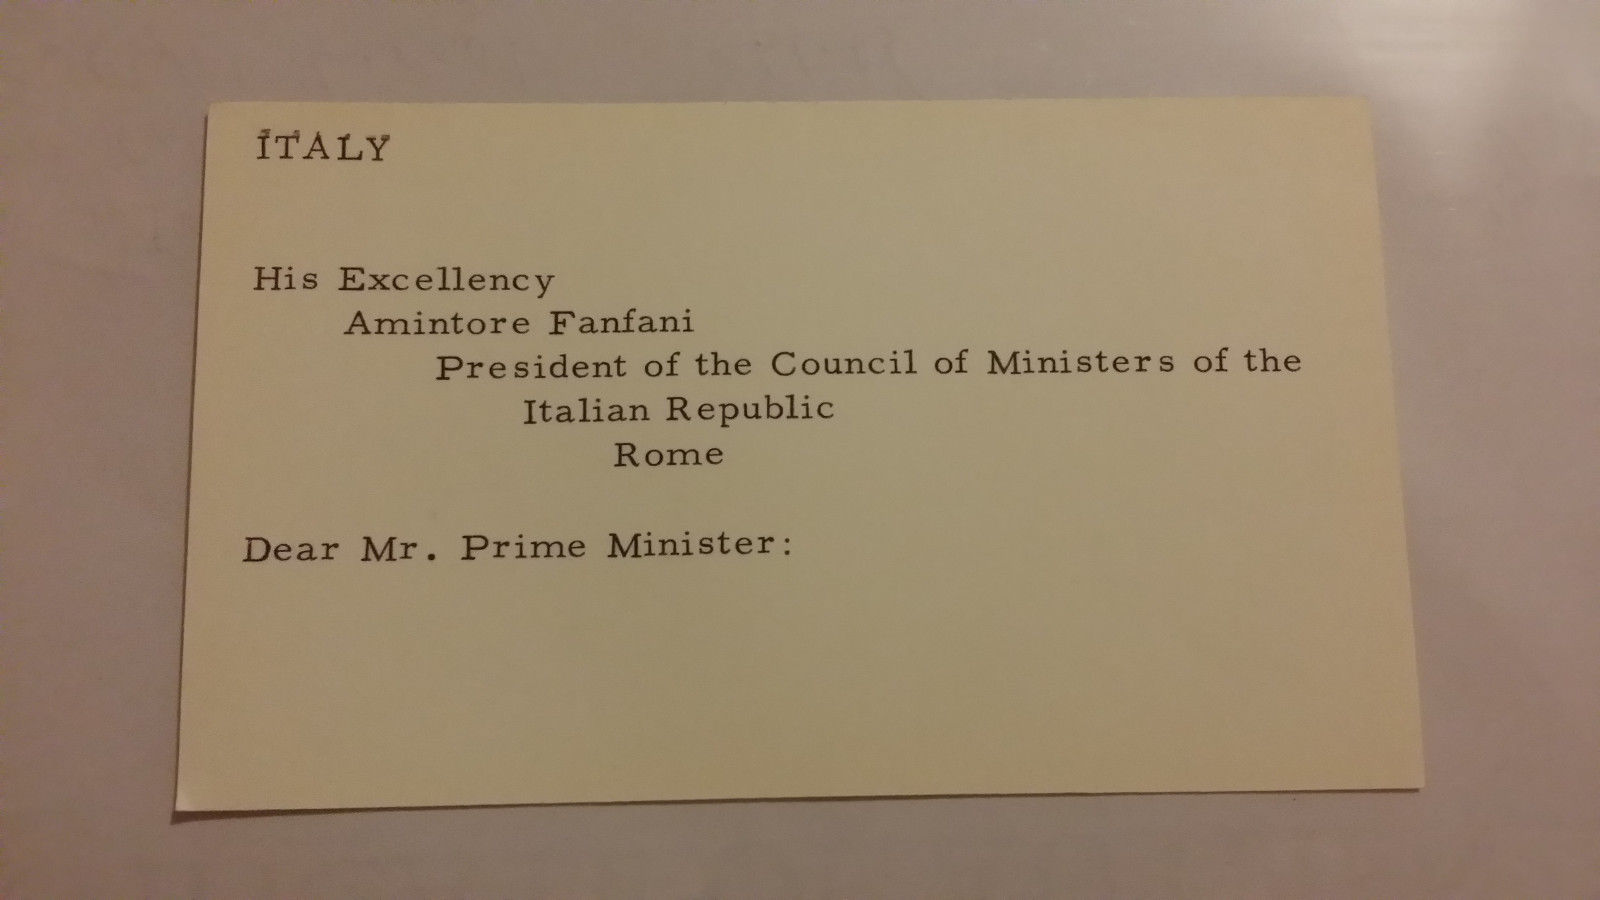 ITALY
His Excellency
Amintore Fanfani
President of the Council of Ministers of the
Italian Republic
Rome
Dear Mr. Prime Minister: